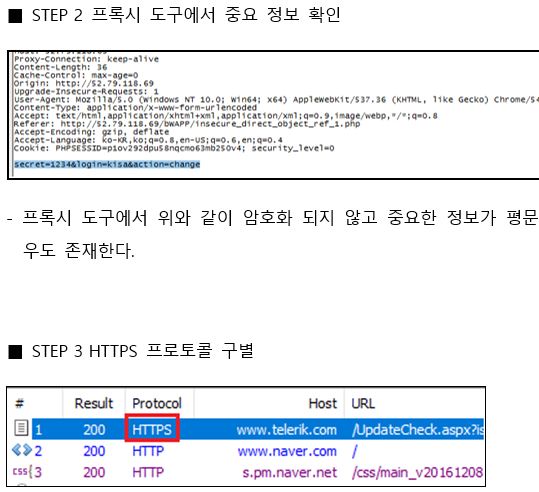 ■ STEP 2 프록시 도구에서 중요 정보 확인
Proxy-Connection: keep-alive
Content-Length: 36
Cache-Control: max-age=0
Origin: http://52.79.118.69
Upgrade-Insecure-Requests: 1
User-Agent: Mozilla/5.0 (Windows NT 10.0; Win64; x64) AppleWebKit/537.36 (KHTML, like Gecko) Chrome/54
Content-Type: application/x-www-form-urlencoded
Accept: text/html,application/xhtml+xml,application/xml;q=0.9,image/webp,*/*;q=0.8
Referer: http://52.79.118.69/bWAPP/insecure_direct_object_ref_1.php
Accept-Encoding: gzip, deflate
Accept-Language: ko-KR,ko;q=0.8,en-US;q=0.6,en;q=0.4
Cookie: PHPSESSID=p1ov292dpu58nqcmo63mb250v4; security_level=0
secret=1234&login=kisa&action=change
- 프록시 도구에서 위와 같이 암호화 되지 않고 중요한 정보가 평문
우도 존재한다.
■ STEP 3 HTTPS 프로토콜 구별
# Result Protocol Host URL
1 200 HTTPS www.telerik.com /UpdateCheck.aspx?is
2 200 HTTP www.naver.com /
3 200 HTTP s.pm.naver.net /css/main_v20161208